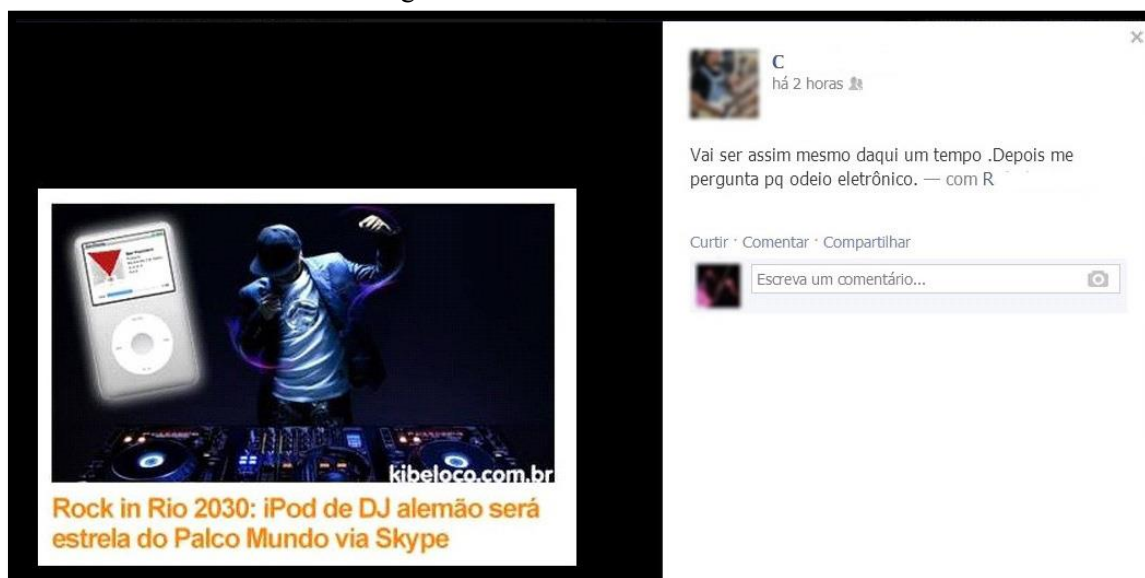 kibeloco.com.br
Rock in Rio 2030: iPod de DJ alemão será
estrela do Palco Mundo via Skype
C
há 2 horas
Vai ser assim mesmo daqui um tempo .Depois me
pergunta pq odeio eletrônico. — com R
Curtir · Comentar · Compartilhar
Escreva um comentário...